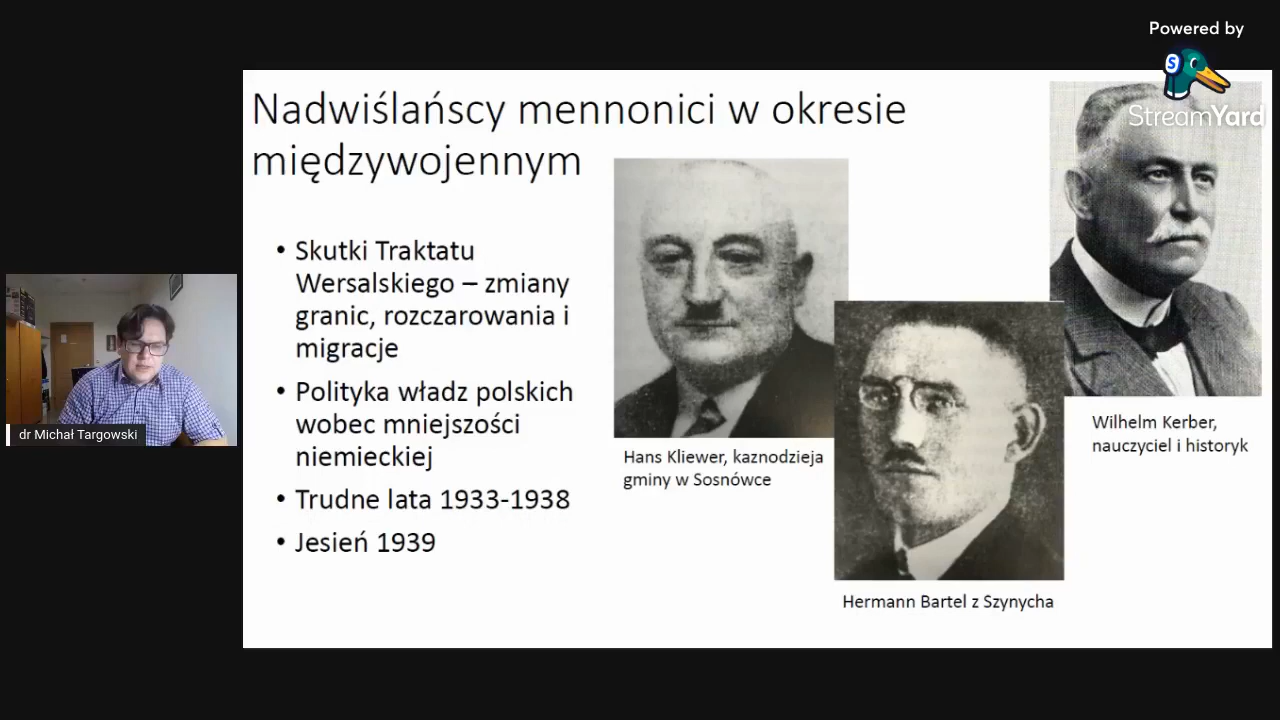 Powered by
StreamYard
Nadwiślańscy mennonici w okresie
międzywojennym
• Skutki Traktatu
Wersalskiego – zmiany
granic, rozczarowania i
migracje
• Polityka władz polskich
wobec mniejszości
niemieckiej
• Trudne lata 1933-1938
• Jesień 1939
Hans Kliewer, kaznodzieja
gminy w Sosnówce
Hermann Bartel z Szynycha
Wilhelm Kerber,
nauczyciel i historyk
dr Michał Targowski